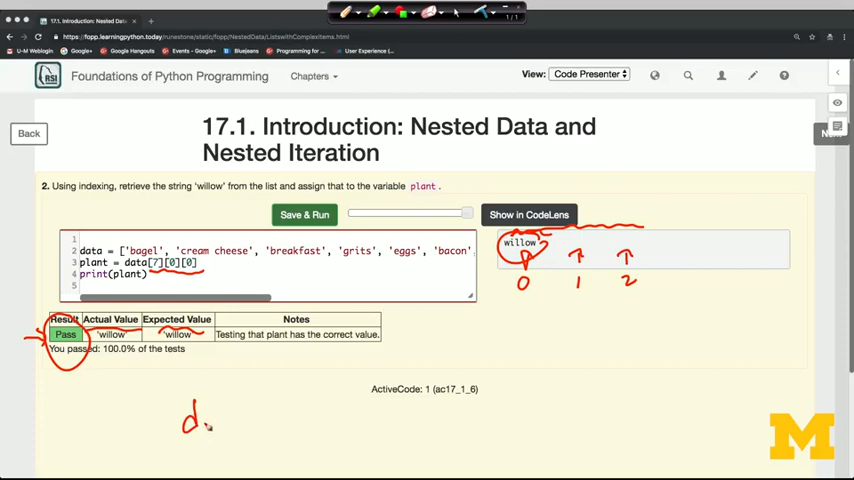 17.1. Introduction: Nested Data
1/1
https://fopp.learningpython.today/runestone/static/fopp/NestedData/ListswithComplexItems.html
U-M Weblogin Google+ Google Hangouts Google+ Events BlueJeans Programming for ... User Experience (...
RSI Foundations of Python Programming Chapters View: Code Presenter
17.1. Introduction: Nested Data and
Nested Iteration
Back
2. Using indexing, retrieve the string 'willow' from the list and assign that to the variable plant.
Save & Run Show in CodeLens
1
2 data = ['bagel', 'cream cheese', 'breakfast', 'grits', 'eggs', 'bacon',
3 plant = data[7][0][0]
4 print(plant)
5
willow
0 1 2
Result Actual Value Expected Value Notes
Pass 'willow' 'willow' Testing that plant has the correct value.
You passed: 100.0% of the tests
ActiveCode: 1 (ac17_1_6)
d
M